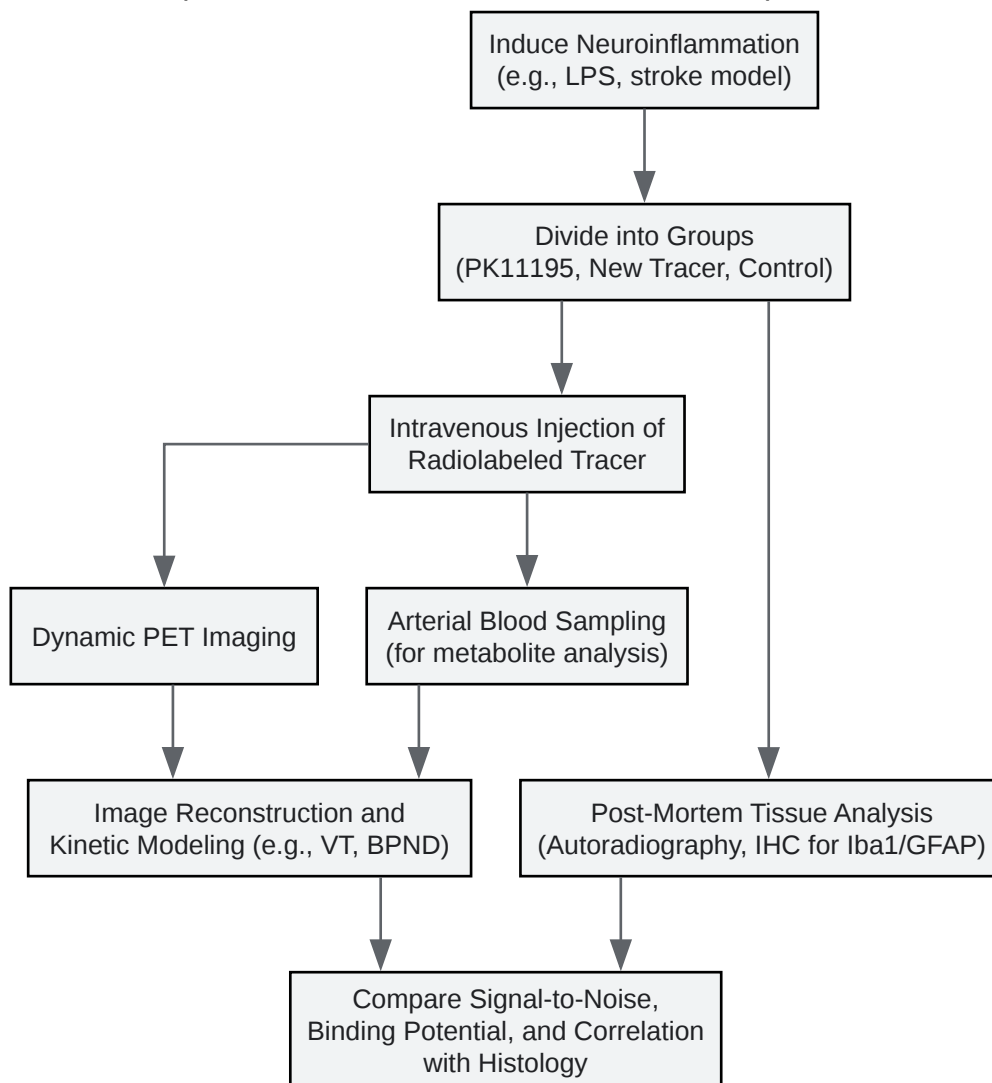 Induce Neuroinflammation
(e.g., LPS, stroke model)
Divide into Groups
(PK11195, New Tracer, Control)
Intravenous Injection of
Radiolabeled Tracer
Dynamic PET Imaging
Arterial Blood Sampling
(for metabolite analysis)
Image Reconstruction and
Kinetic Modeling (e.g., VT, BPND)
Post-Mortem Tissue Analysis
(Autoradiography, IHC for Iba1/GFAP)
Compare Signal-to-Noise,
Binding Potential, and Correlation
with Histology